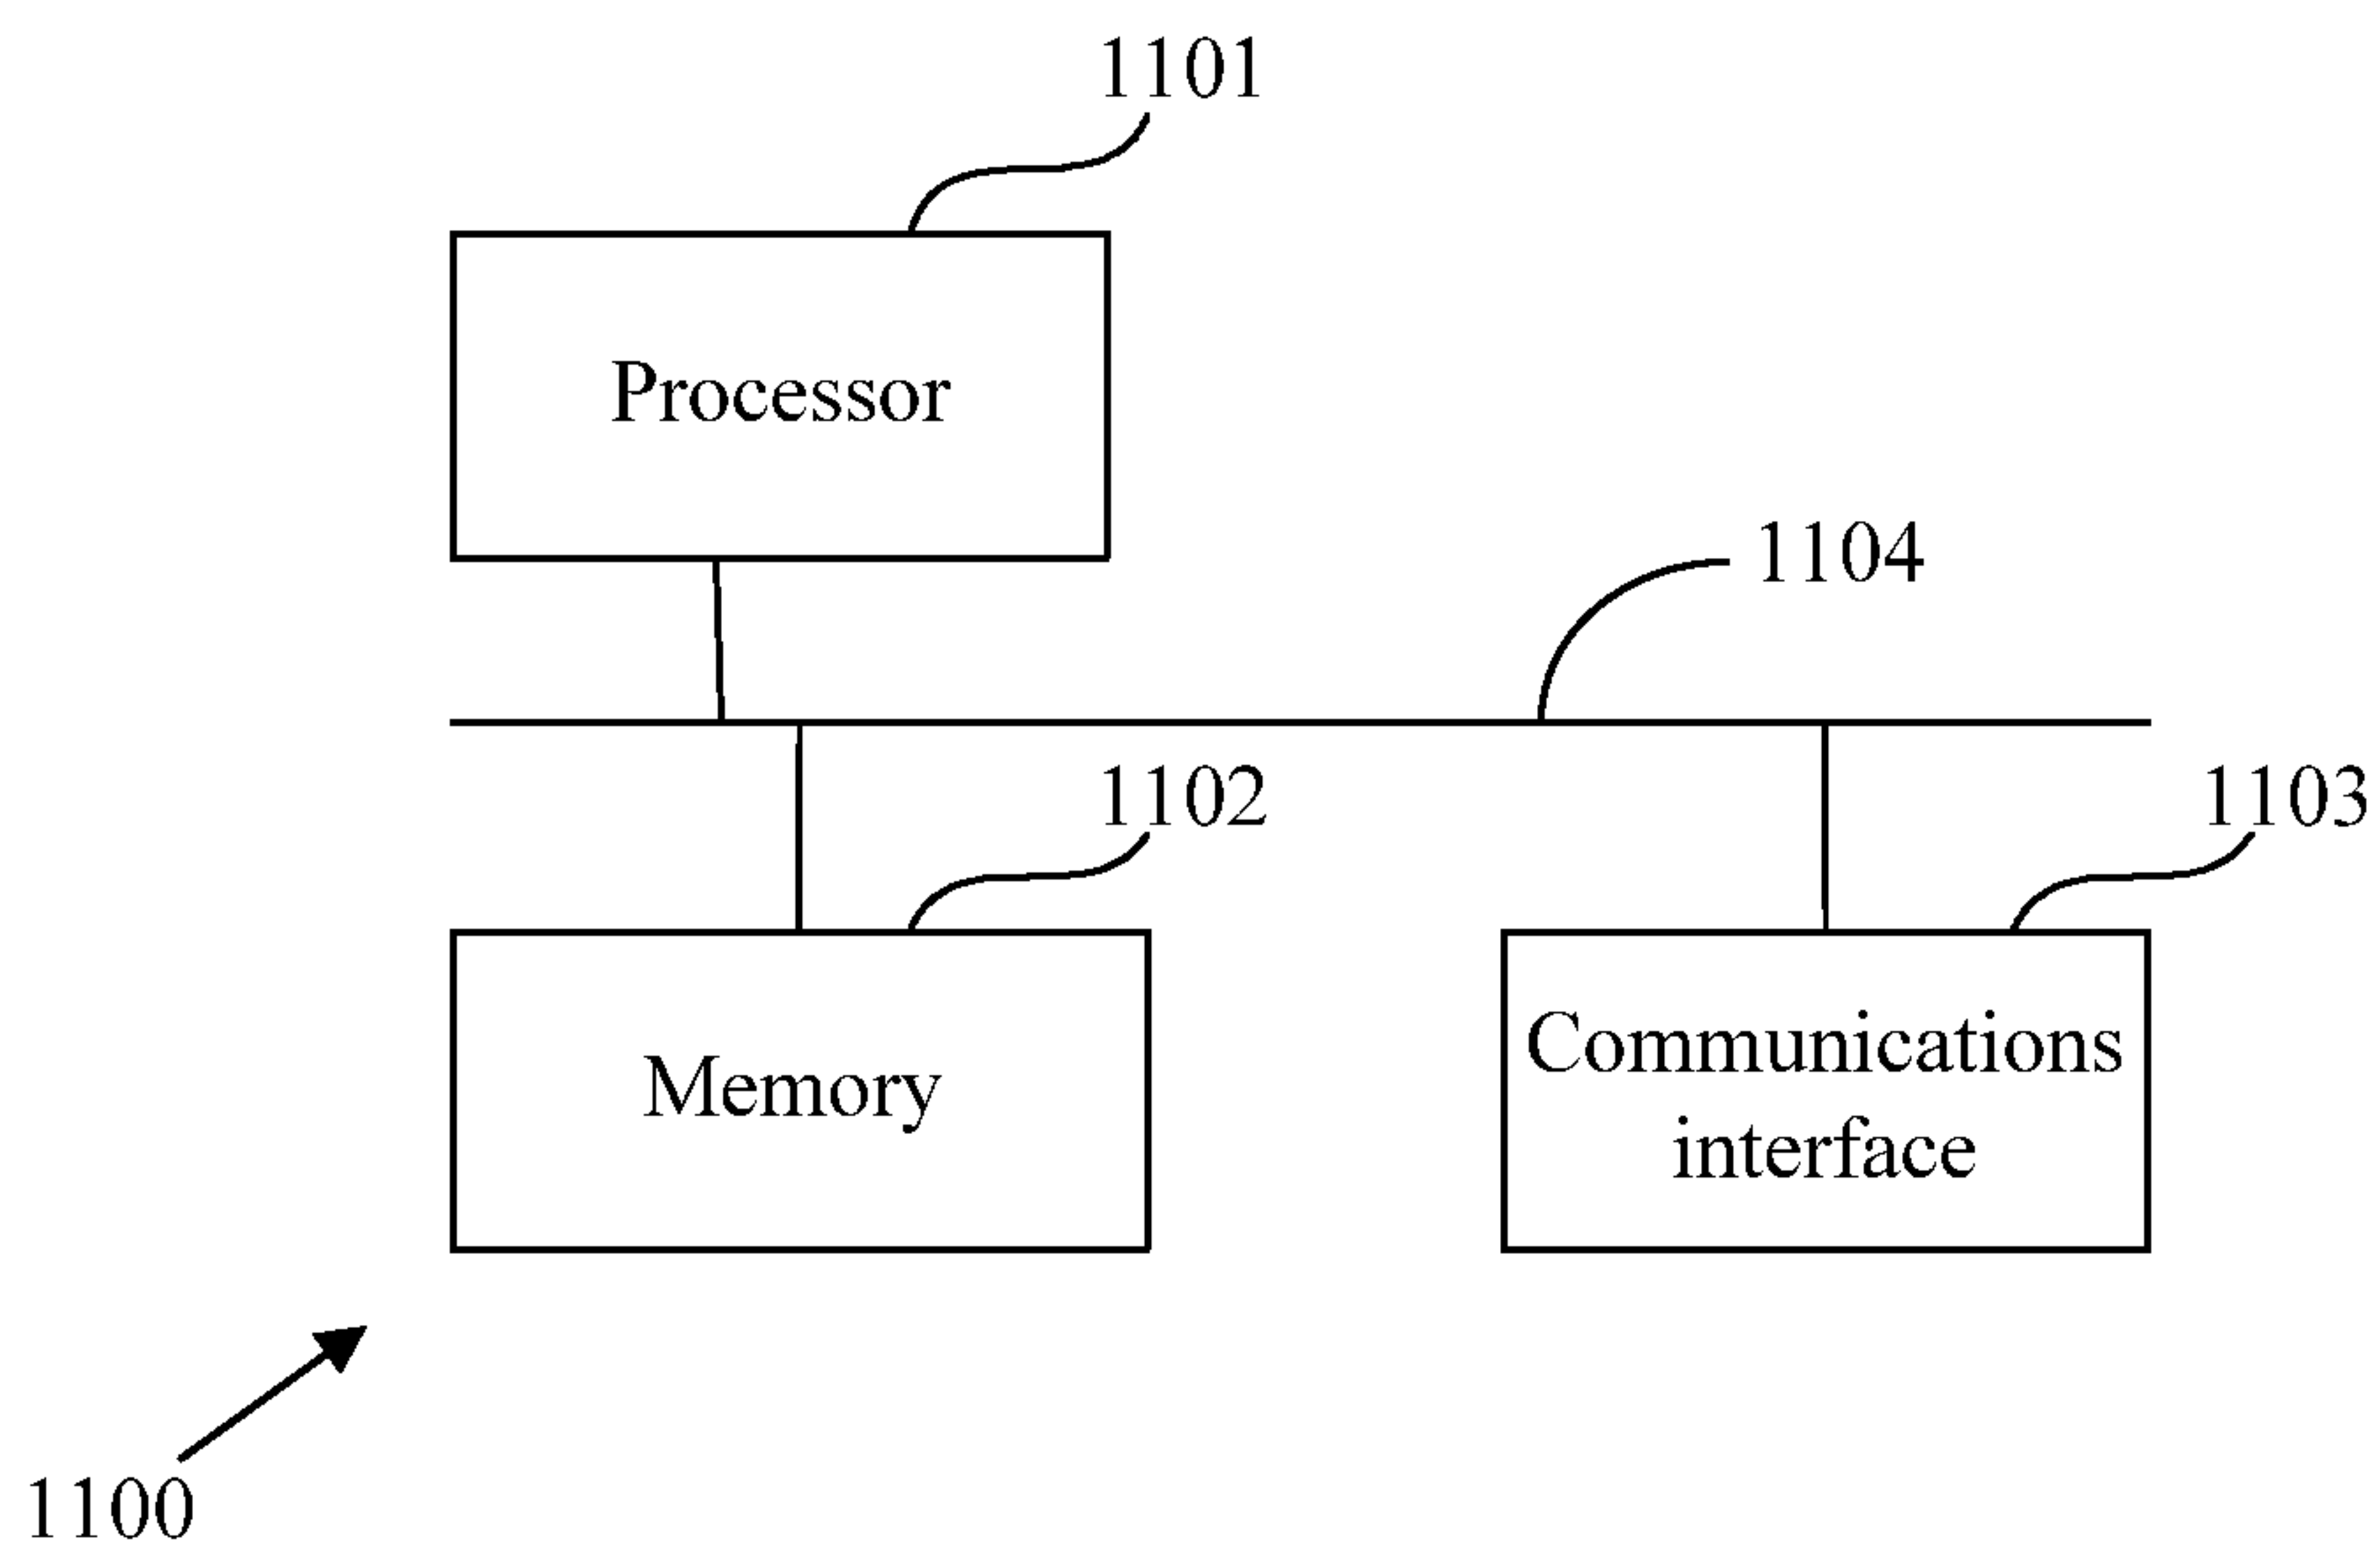 1101
Processor
1104
1102
1103
Memory
Communications
interface
1100